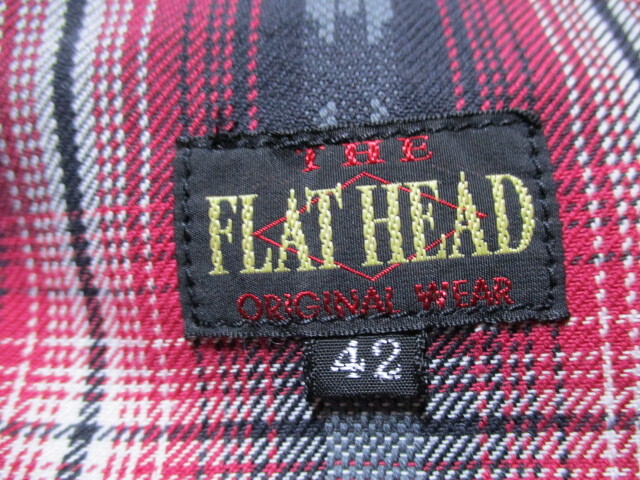 THE
FLAT HEAD
ORIGINAL WEAR
42